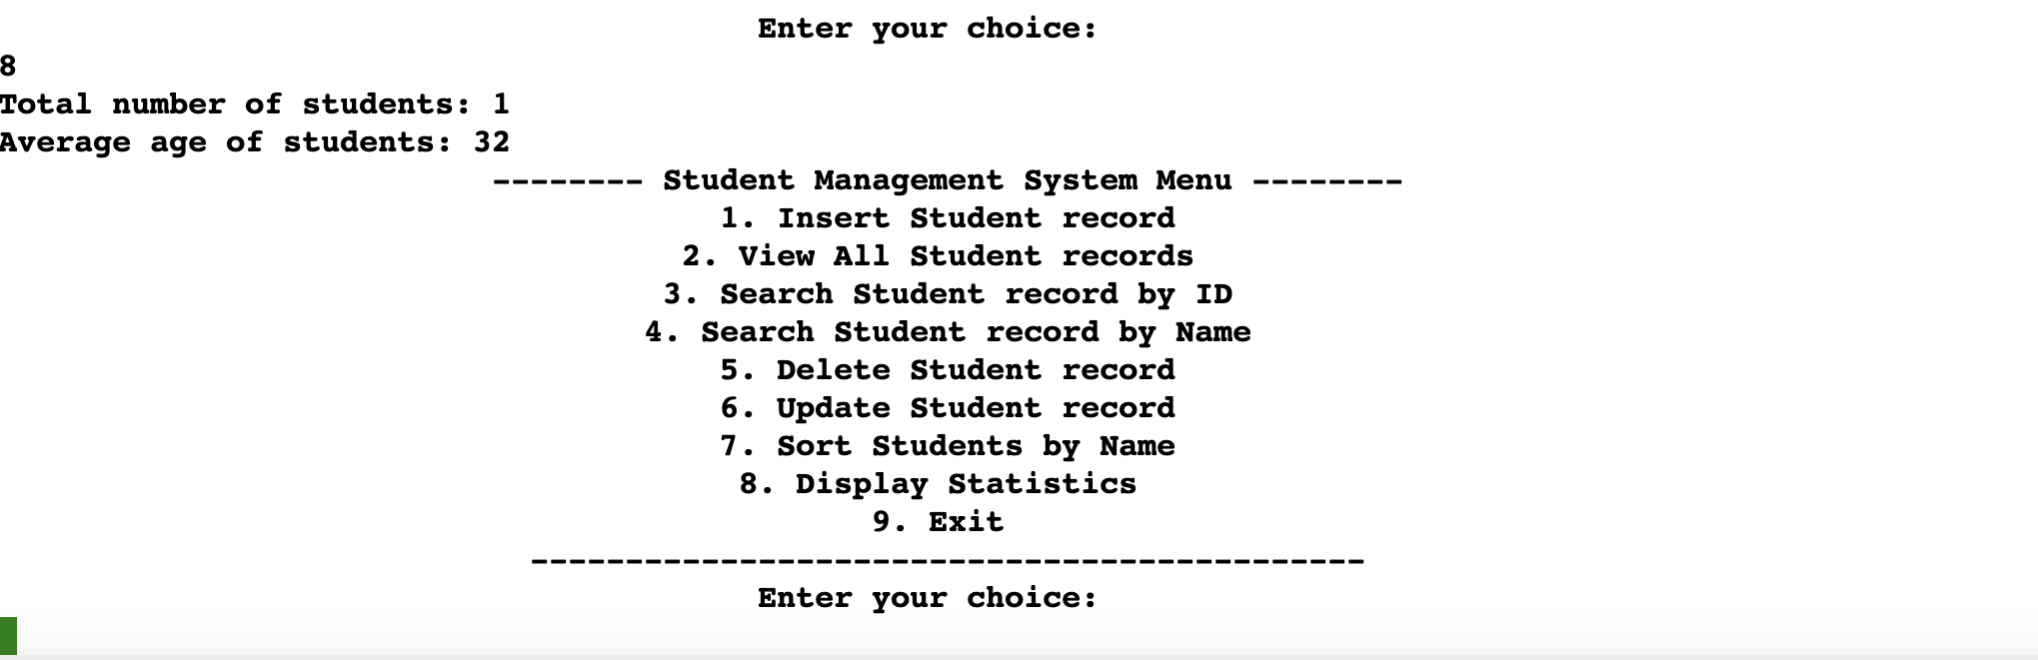 Enter your choice:
8
Total number of students: 1
Average age of students: 32
-------- Student Management System Menu --------
1. Insert Student record
2. View All Student records
3. Search Student record by ID
4. Search Student record by Name
5. Delete Student record
6. Update Student record
7. Sort Students by Name
8. Display Statistics
9. Exit
--------------------------------------------
Enter your choice: